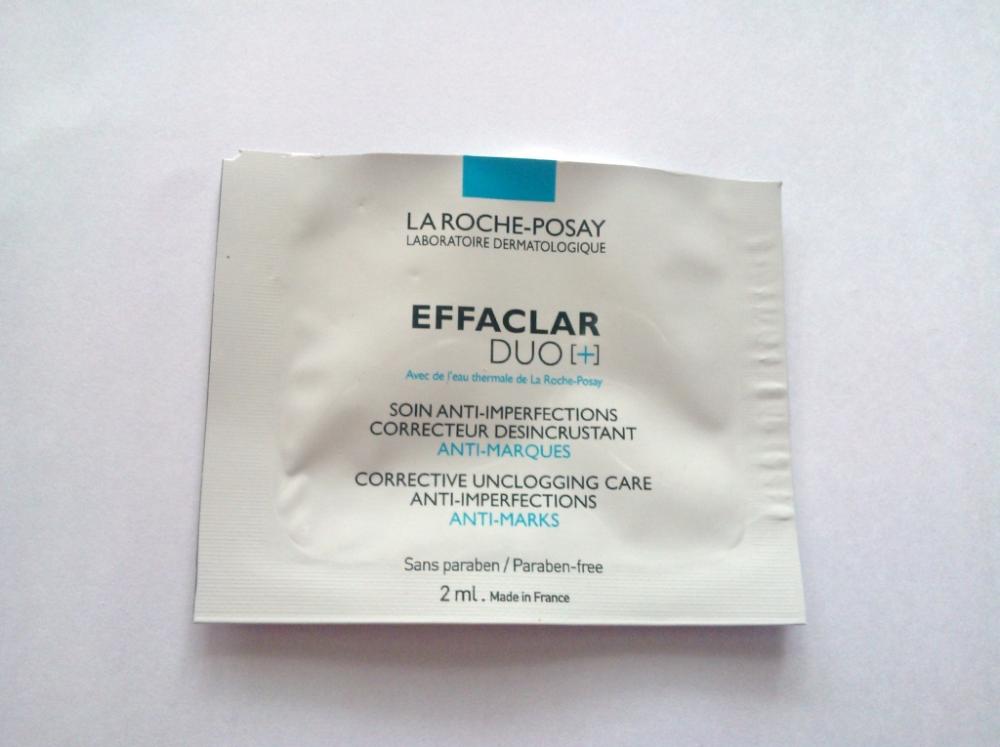 LA ROCHE-POSAY
LABORATOIRE DERMATOLOGIQUE
EFFACLAR
DUO [+]
Avec de l'eau thermale de La Roche-Posay
SOIN ANTI-IMPERFECTIONS
CORRECTEUR DESINCRUSTANT
ANTI-MARQUES
CORRECTIVE UNCLOGGING CARE
ANTI-IMPERFECTIONS
ANTI-MARKS
Sans paraben / Paraben-free
2 ml. Made in France